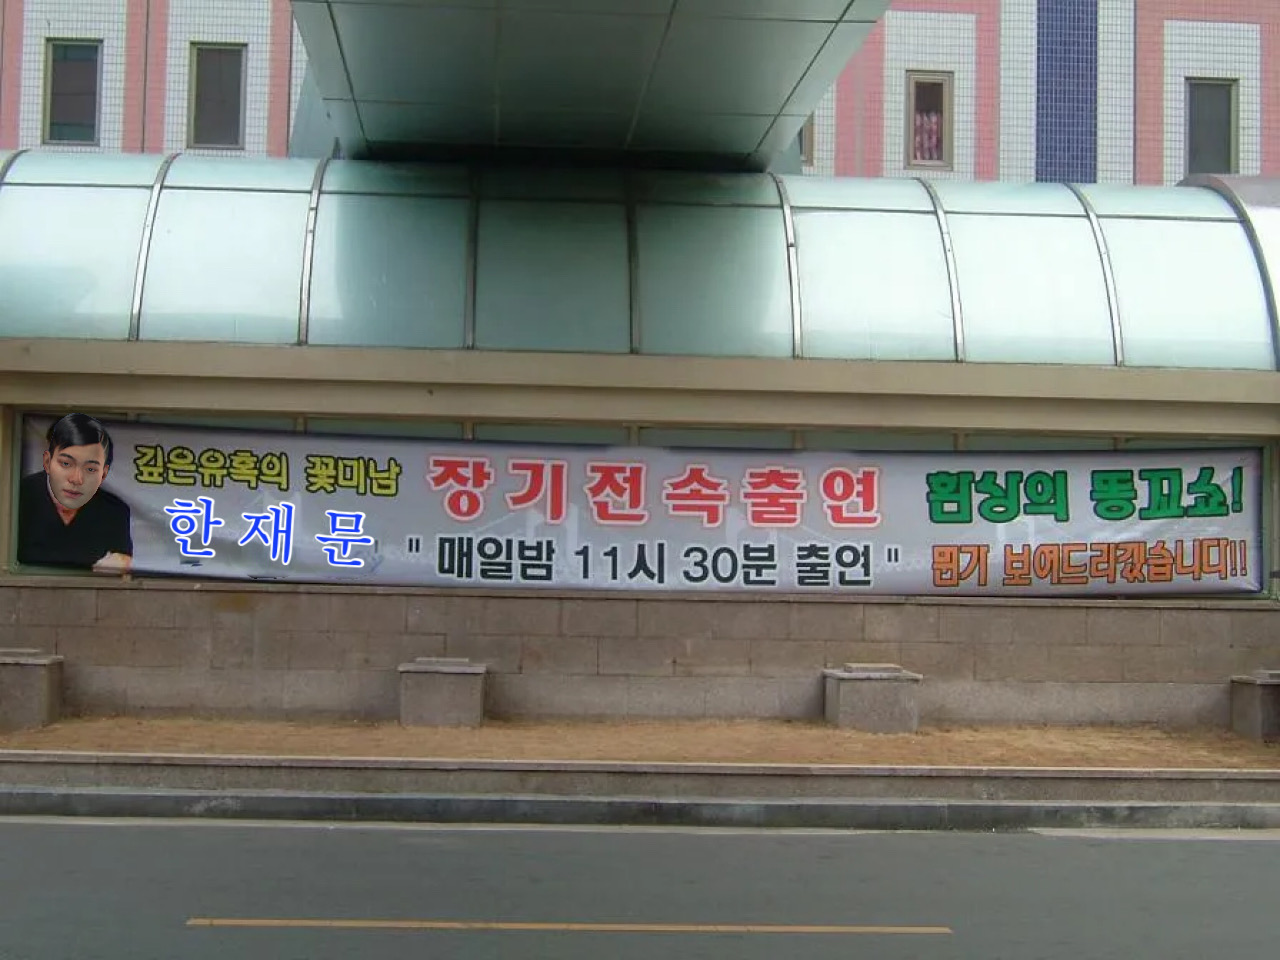 깊은유혹의 꽃미남
한재문
장기전속출연
" 매일밤 11시 30분 출연 "
환상의 똥꼬쇼!
뭔가 보여드리겠습니다!!